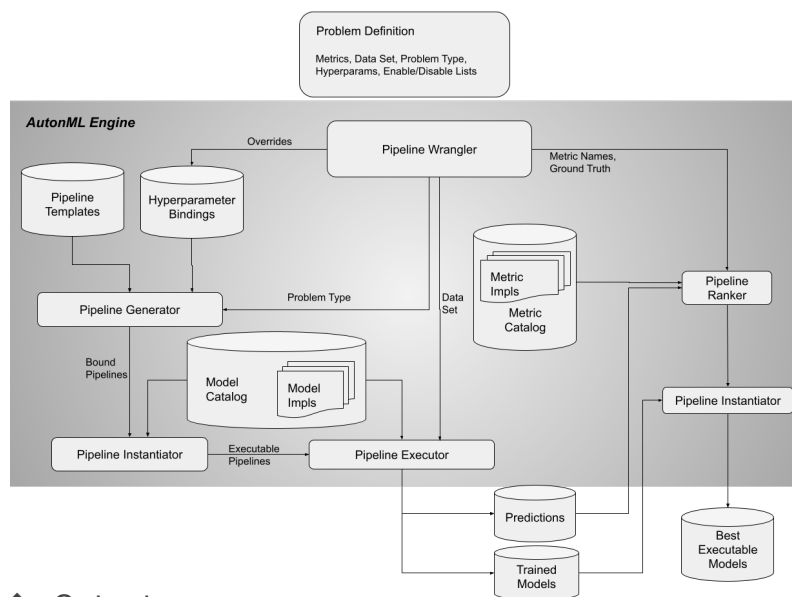 Problem Definition
Metrics, Data Set, Problem Type,
Hyperparams, Enable/Disable Lists
AutonML Engine
Overrides
Pipeline Wrangler
Metric Names,
Ground Truth
Pipeline
Templates
Hyperparameter
Bindings
Metric
Impls
Metric
Catalog
Pipeline
Ranker
Pipeline Generator
Problem Type
Data
Set
Bound
Pipelines
Model
Catalog
Model
Impls
Pipeline Instantiator
Pipeline Instantiator
Executable
Pipelines
Pipeline Executor
Predictions
Trained
Models
Best
Executable
Models